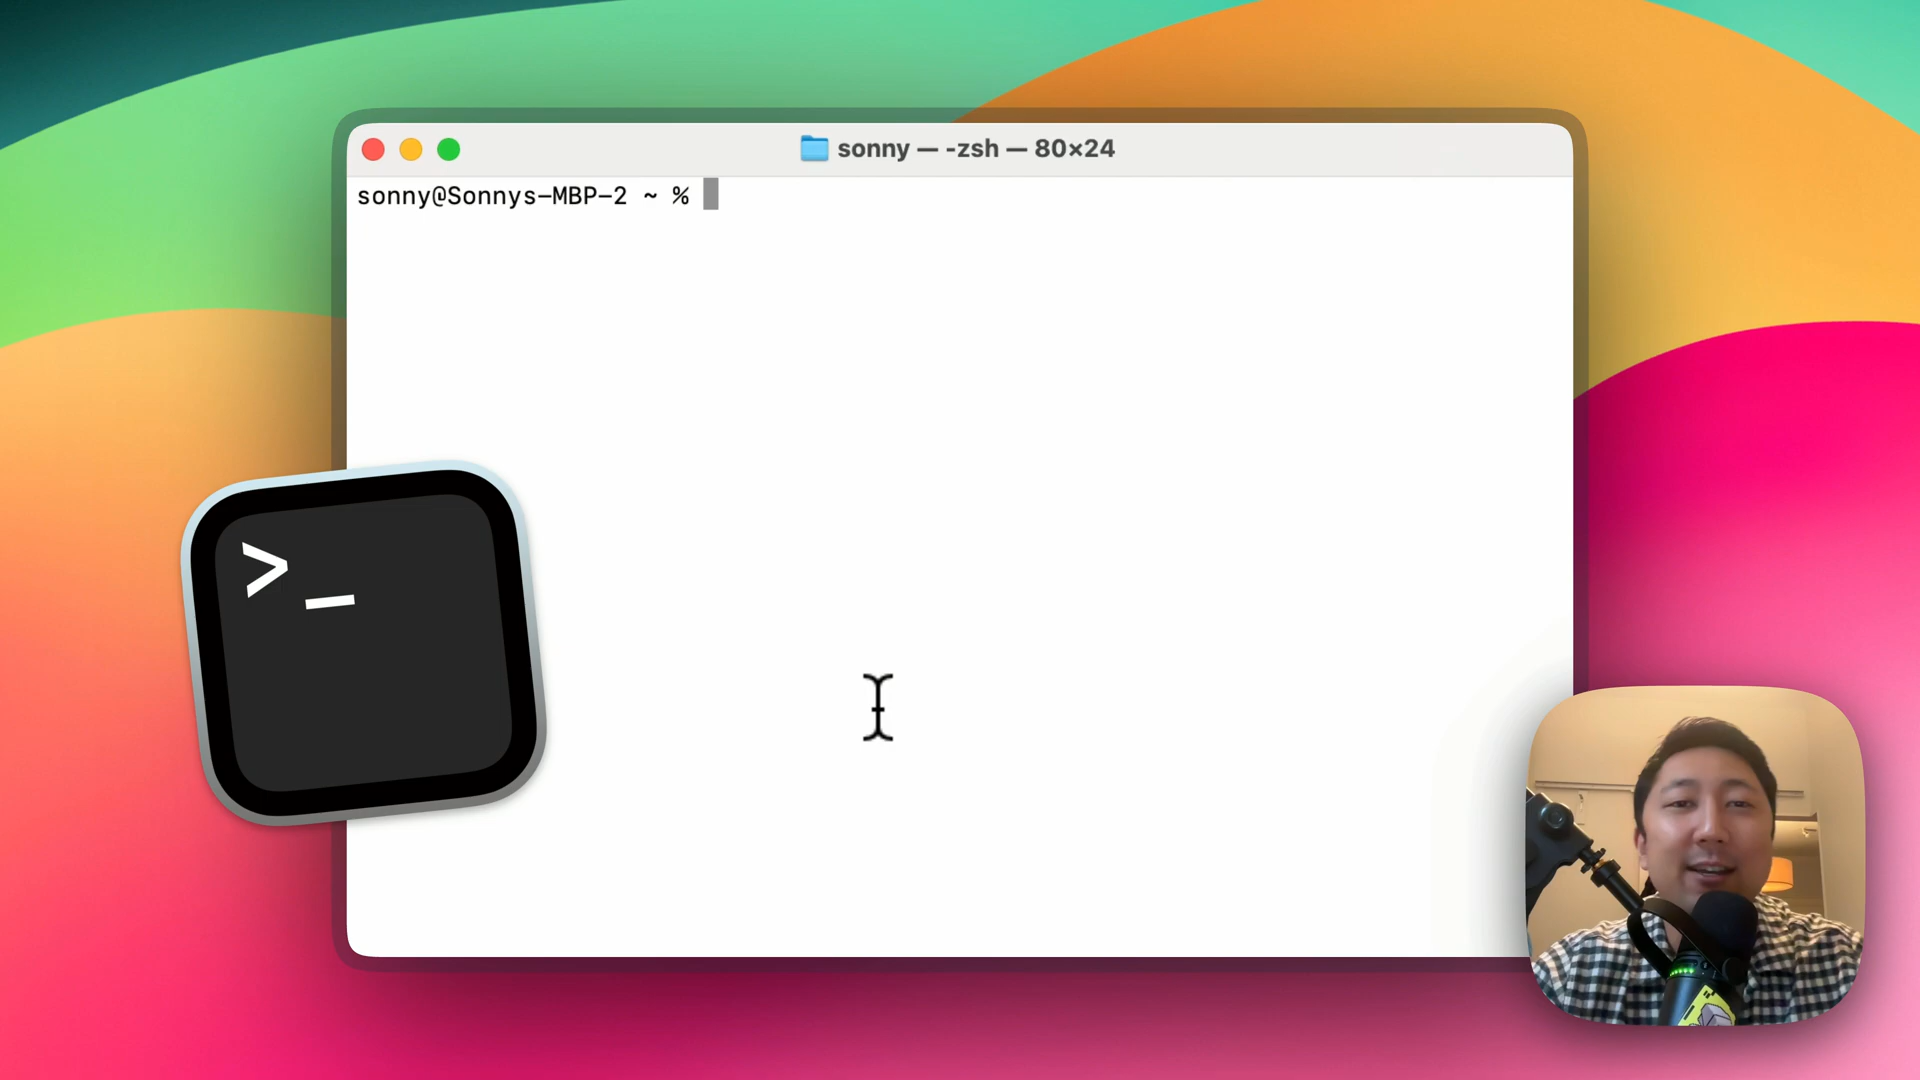 sonny — -zsh — 80×24
sonny@Sonnys-MBP-2 ~ %
>_